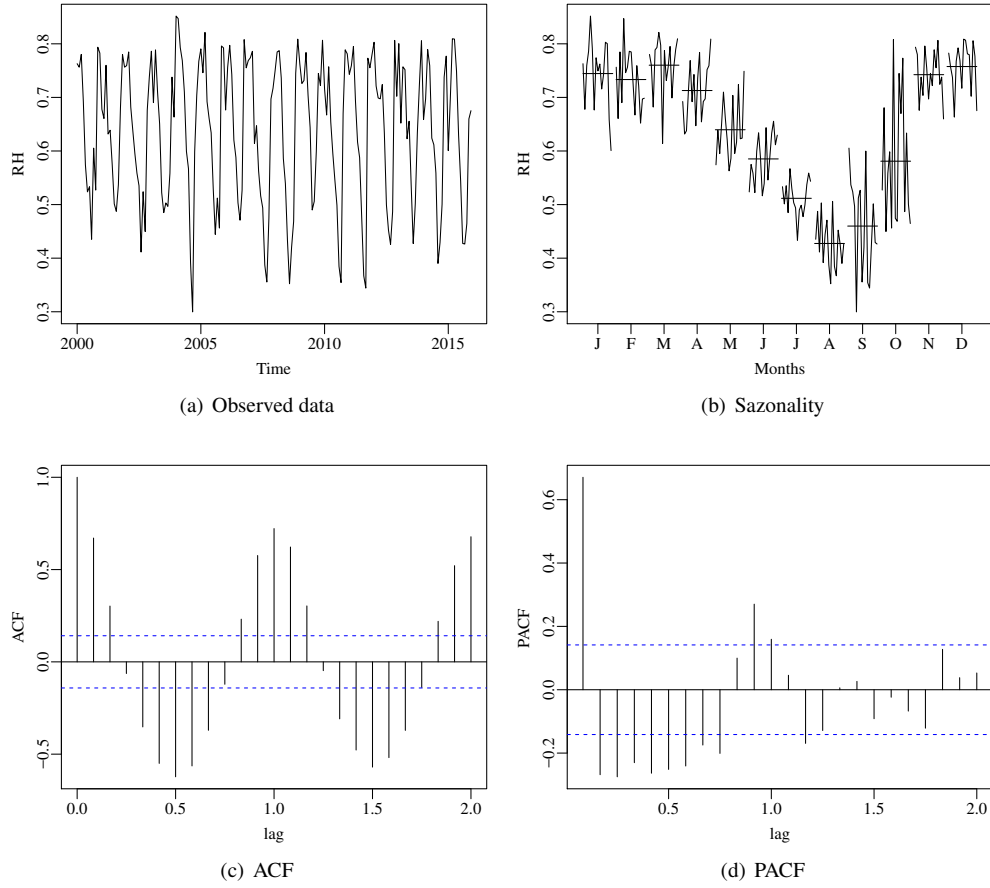 RH
0.3 0.4 0.5 0.6 0.7 0.8
2000 2005 2010 2015
Time
(a) Observed data
RH
0.3 0.4 0.5 0.6 0.7 0.8
J F M A M J J A S O N D
Months
(b) Sazonality
ACF
−0.5 0.0 0.5 1.0
0.0 0.5 1.0 1.5 2.0
lag
(c) ACF
PACF
−0.2 0.0 0.2 0.4 0.6
0.5 1.0 1.5 2.0
lag
(d) PACF